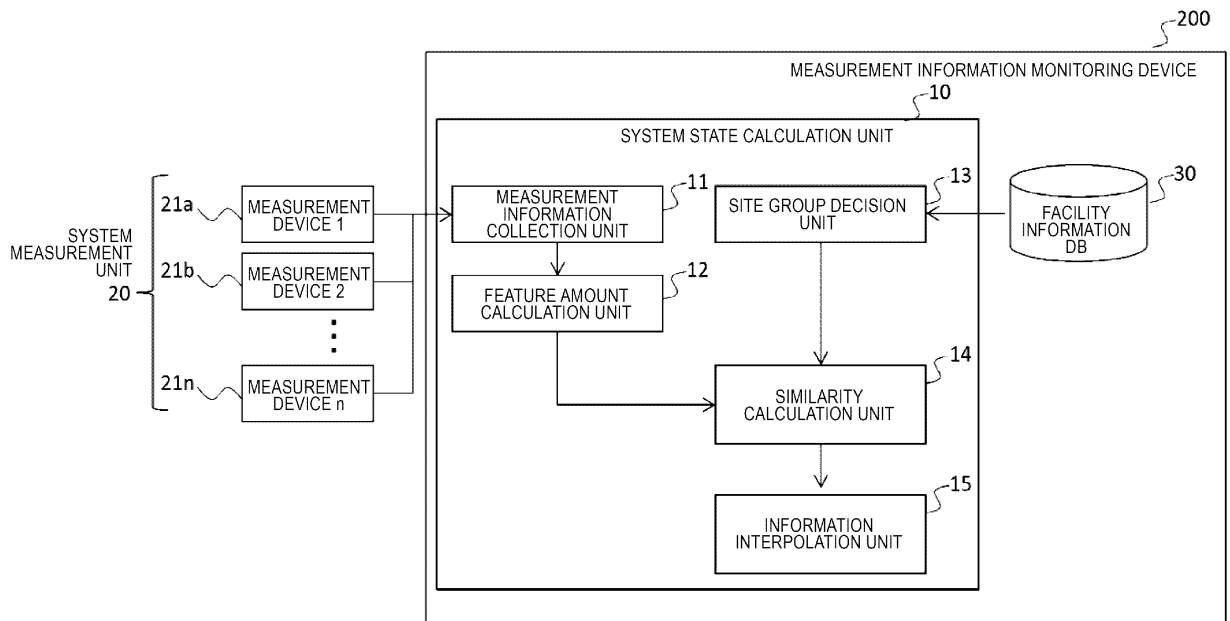 200
MEASUREMENT INFORMATION MONITORING DEVICE
10
SYSTEM STATE CALCULATION UNIT
SYSTEM
MEASUREMENT
UNIT
20
21a
MEASUREMENT
DEVICE 1
21b
MEASUREMENT
DEVICE 2
21n
MEASUREMENT
DEVICE n
11
MEASUREMENT
INFORMATION
COLLECTION UNIT
12
FEATURE AMOUNT
CALCULATION UNIT
13
SITE GROUP DECISION
UNIT
30
FACILITY
INFORMATION
DB
14
SIMILARITY
CALCULATION UNIT
15
INFORMATION
INTERPOLATION UNIT